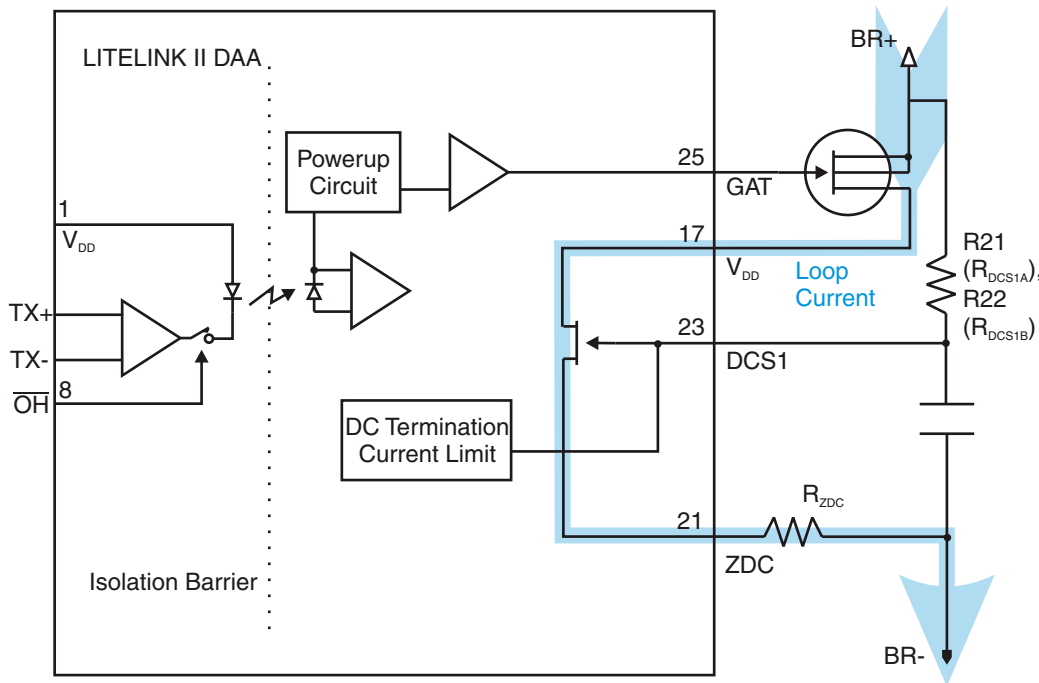 BR+
LITELINK II DAA
Powerup
Circuit
25
GAT
1
VDD
17
VDD
Loop
Current
R21
(RDCS1A),
R22
(RDCS1B)
TX+
TX-
23
DCS1
8
OH
DC Termination
Current Limit
RZDC
21
ZDC
Isolation Barrier
BR-